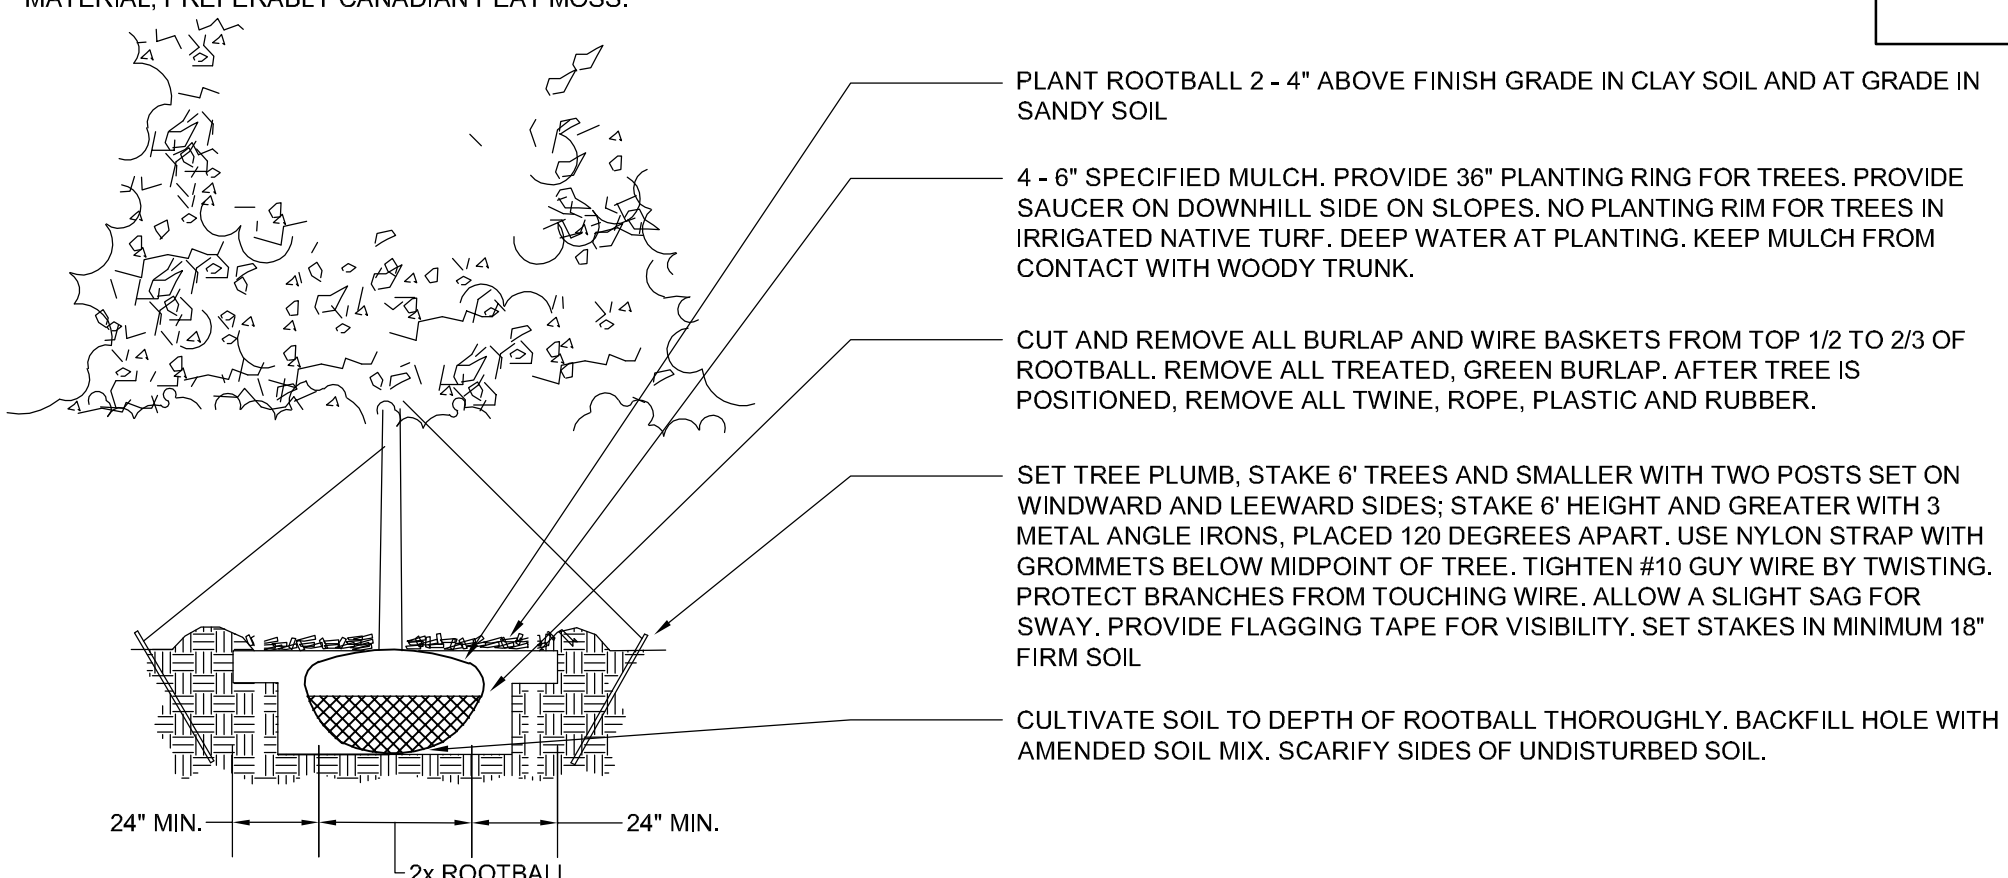 MATERIAL, PREFERABLY CANADIAN PEAT MOSS.
PLANT ROOTBALL 2 - 4" ABOVE FINISH GRADE IN CLAY SOIL AND AT GRADE IN
SANDY SOIL
4 - 6" SPECIFIED MULCH. PROVIDE 36" PLANTING RING FOR TREES. PROVIDE
SAUCER ON DOWNHILL SIDE ON SLOPES. NO PLANTING RIM FOR TREES IN
IRRIGATED NATIVE TURF. DEEP WATER AT PLANTING. KEEP MULCH FROM
CONTACT WITH WOODY TRUNK.
CUT AND REMOVE ALL BURLAP AND WIRE BASKETS FROM TOP 1/2 TO 2/3 OF
ROOTBALL. REMOVE ALL TREATED, GREEN BURLAP. AFTER TREE IS
POSITIONED, REMOVE ALL TWINE, ROPE, PLASTIC AND RUBBER.
SET TREE PLUMB, STAKE 6' TREES AND SMALLER WITH TWO POSTS SET ON
WINDWARD AND LEEWARD SIDES; STAKE 6' HEIGHT AND GREATER WITH 3
METAL ANGLE IRONS, PLACED 120 DEGREES APART. USE NYLON STRAP WITH
GROMMETS BELOW MIDPOINT OF TREE. TIGHTEN #10 GUY WIRE BY TWISTING.
PROTECT BRANCHES FROM TOUCHING WIRE. ALLOW A SLIGHT SAG FOR
SWAY. PROVIDE FLAGGING TAPE FOR VISIBILITY. SET STAKES IN MINIMUM 18"
FIRM SOIL
CULTIVATE SOIL TO DEPTH OF ROOTBALL THOROUGHLY. BACKFILL HOLE WITH
AMENDED SOIL MIX. SCARIFY SIDES OF UNDISTURBED SOIL.
24" MIN.
24" MIN.
2x ROOTBALL